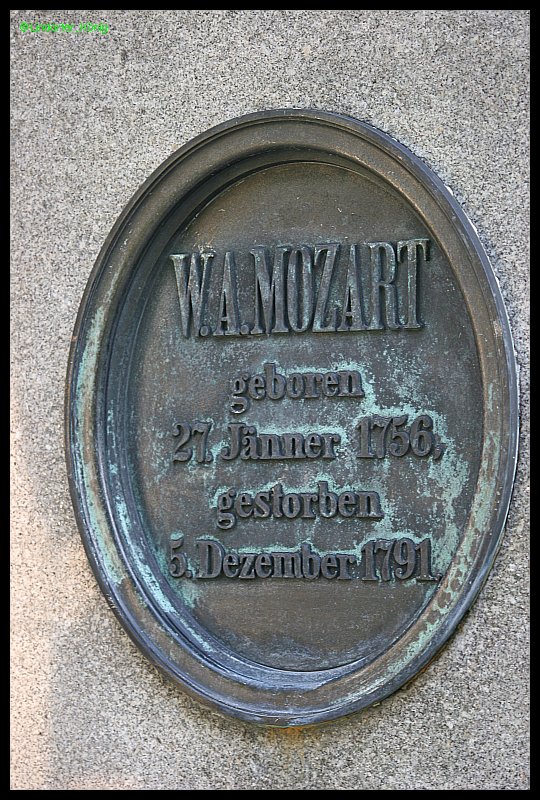 W.A.MOZART
geboren
27 Jänner 1756,
gestorben
5. Dezember 1791.